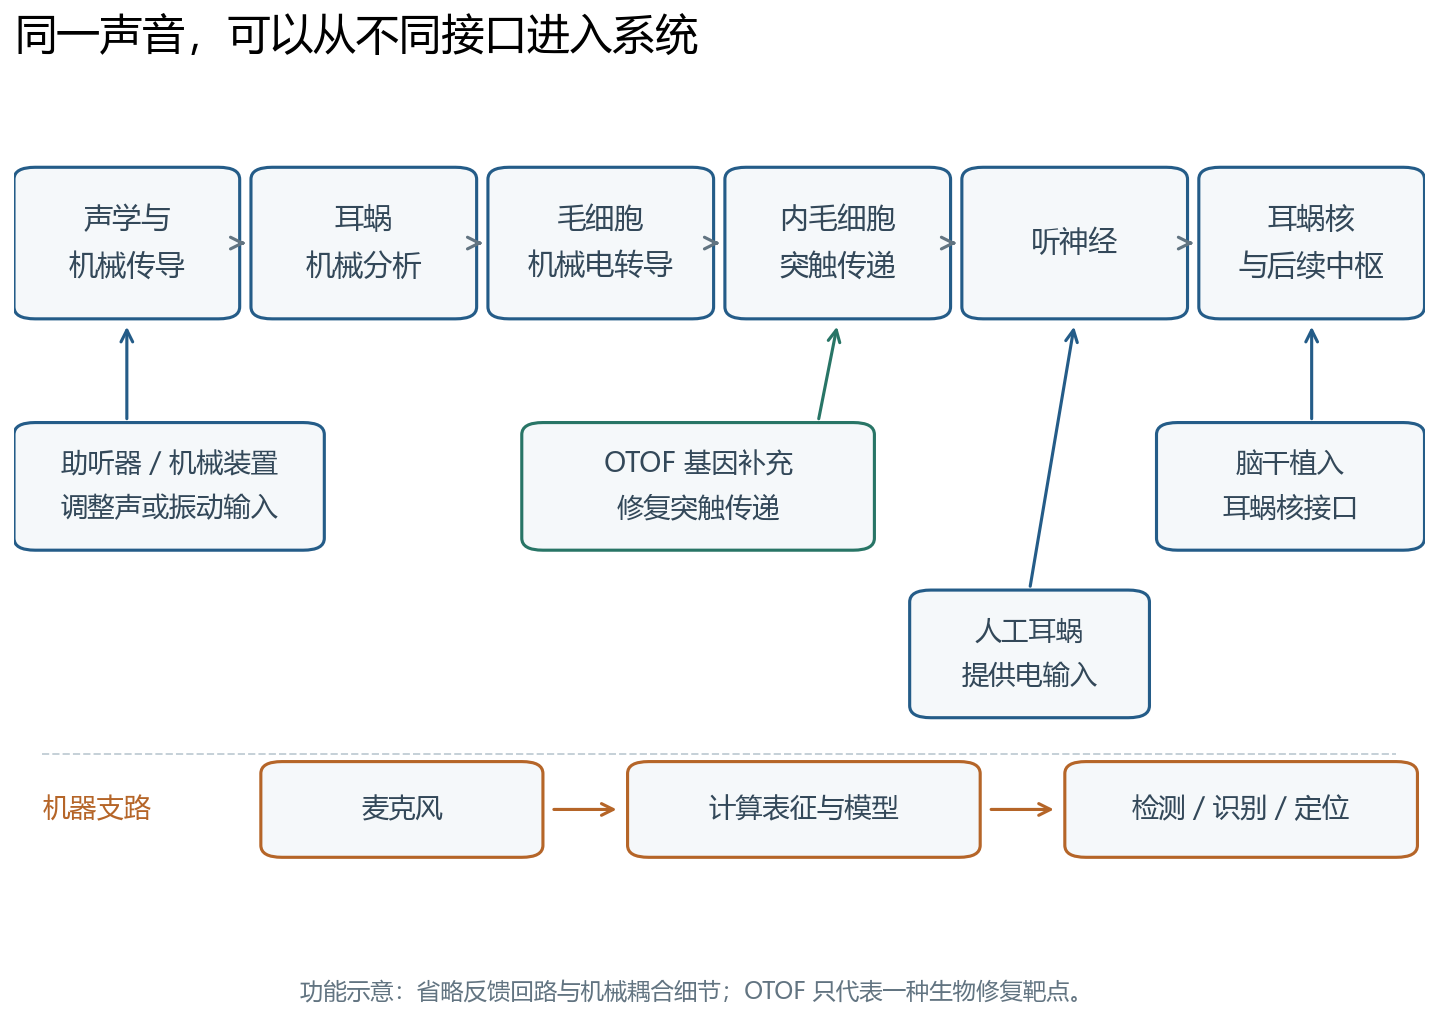 同一声音，可以从不同接口进入系统
声学与
机械传导
耳蜗
机械分析
毛细胞
机械电转导
内毛细胞
突触传递
听神经
耳蜗核
与后续中枢
助听器 / 机械装置
调整声或振动输入
OTOF 基因补充
修复突触传递
脑干植入
耳蜗核接口
人工耳蜗
提供电输入
机器支路
麦克风
计算表征与模型
检测 / 识别 / 定位
功能示意：省略反馈回路与机械耦合细节；OTOF 只代表一种生物修复靶点。